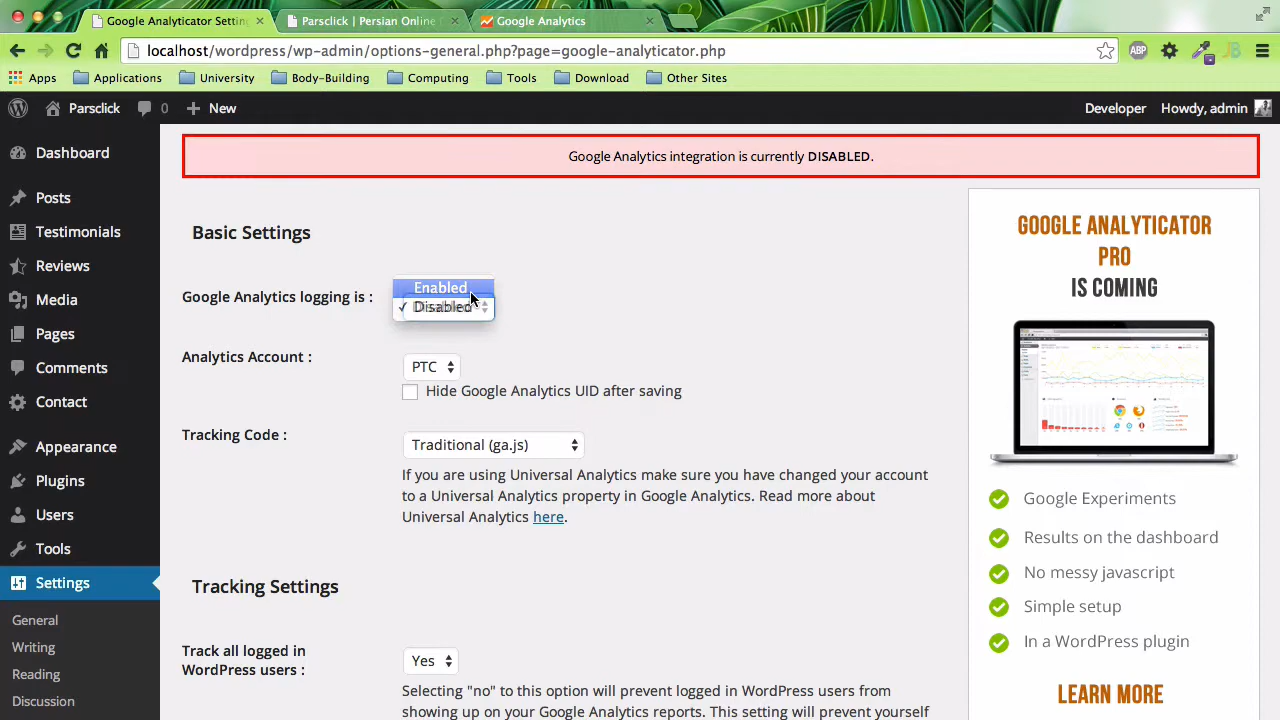 Google Analyticator Settin
Parsclick | Persian Online
Google Analytics
localhost/wordpress/wp-admin/options-general.php?page=google-analyticator.php
ABP
JB
Apps
Applications
University
Body-Building
Computing
Tools
Download
Other Sites
Parsclick
0
New
Developer
Howdy, admin
Dashboard
Posts
Testimonials
Reviews
Media
Pages
Comments
Contact
Appearance
Plugins
Users
Tools
Settings
General
Writing
Reading
Discussion
Google Analytics integration is currently DISABLED.
Basic Settings
Google Analytics logging is :
Enabled
✓ Disabled
Analytics Account :
PTC
Hide Google Analytics UID after saving
Tracking Code :
Traditional (ga.js)
If you are using Universal Analytics make sure you have changed your account
to a Universal Analytics property in Google Analytics. Read more about
Universal Analytics here.
Tracking Settings
Track all logged in
WordPress users :
Yes
Selecting "no" to this option will prevent logged in WordPress users from
showing up on your Google Analytics reports. This setting will prevent yourself
GOOGLE ANALYTICATOR
PRO
IS COMING
Google Experiments
Results on the dashboard
No messy javascript
Simple setup
In a WordPress plugin
LEARN MORE